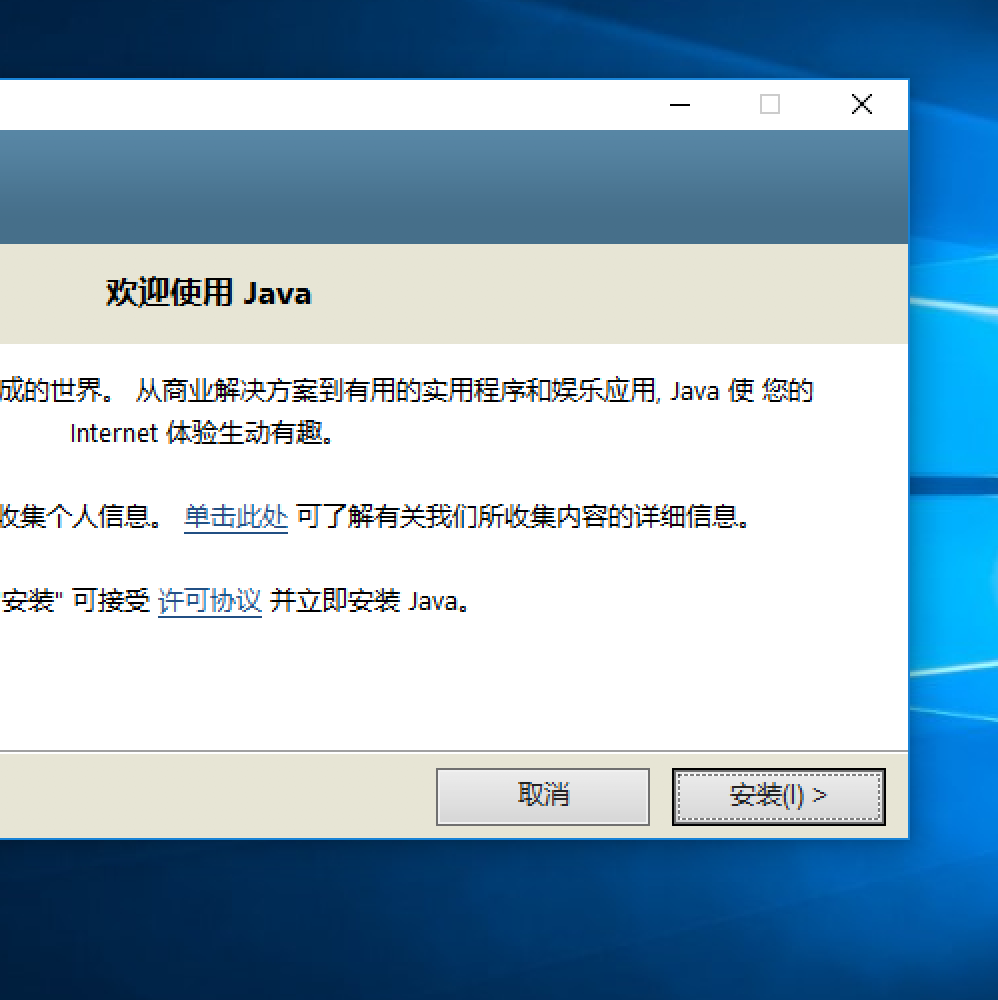 欢迎使用 Java
成的世界。 从商业解决方案到有用的实用程序和娱乐应用, Java 使 您的
Internet 体验生动有趣。
收集个人信息。 单击此处 可了解有关我们所收集内容的详细信息。
安装" 可接受 许可协议 并立即安装 Java。
取消
安装(I) >